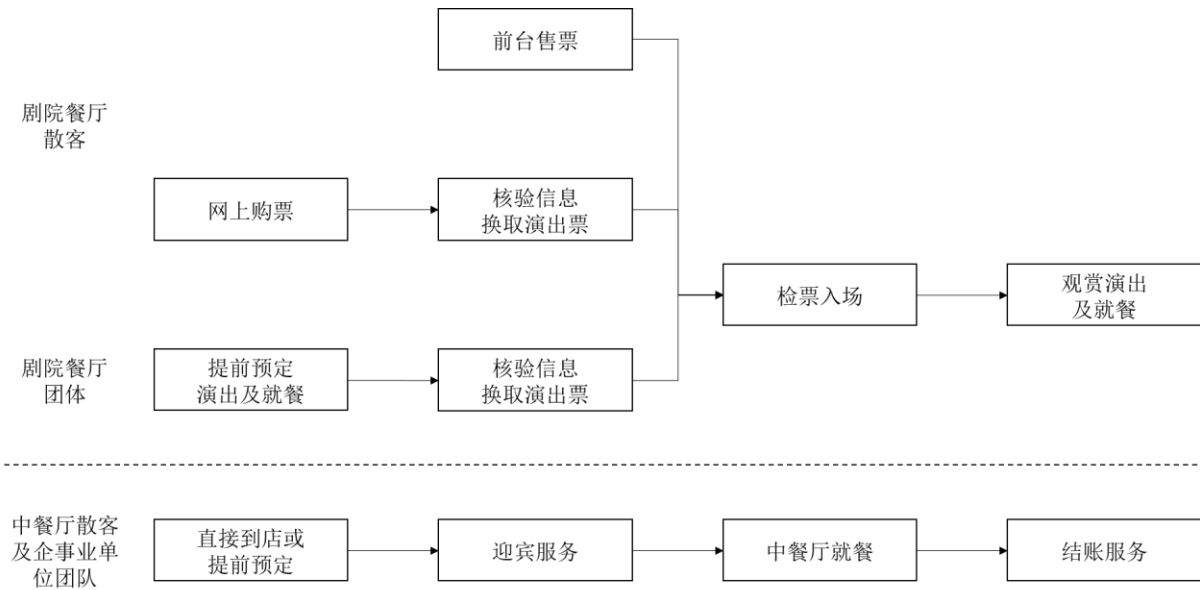 前台售票
剧院餐厅
散客
网上购票
核验信息
换取演出票
检票入场
观赏演出
及就餐
剧院餐厅
团体
提前预定
演出及就餐
核验信息
换取演出票
中餐厅散客
及企事业单
位团队
直接到店或
提前预定
迎宾服务
中餐厅就餐
结账服务